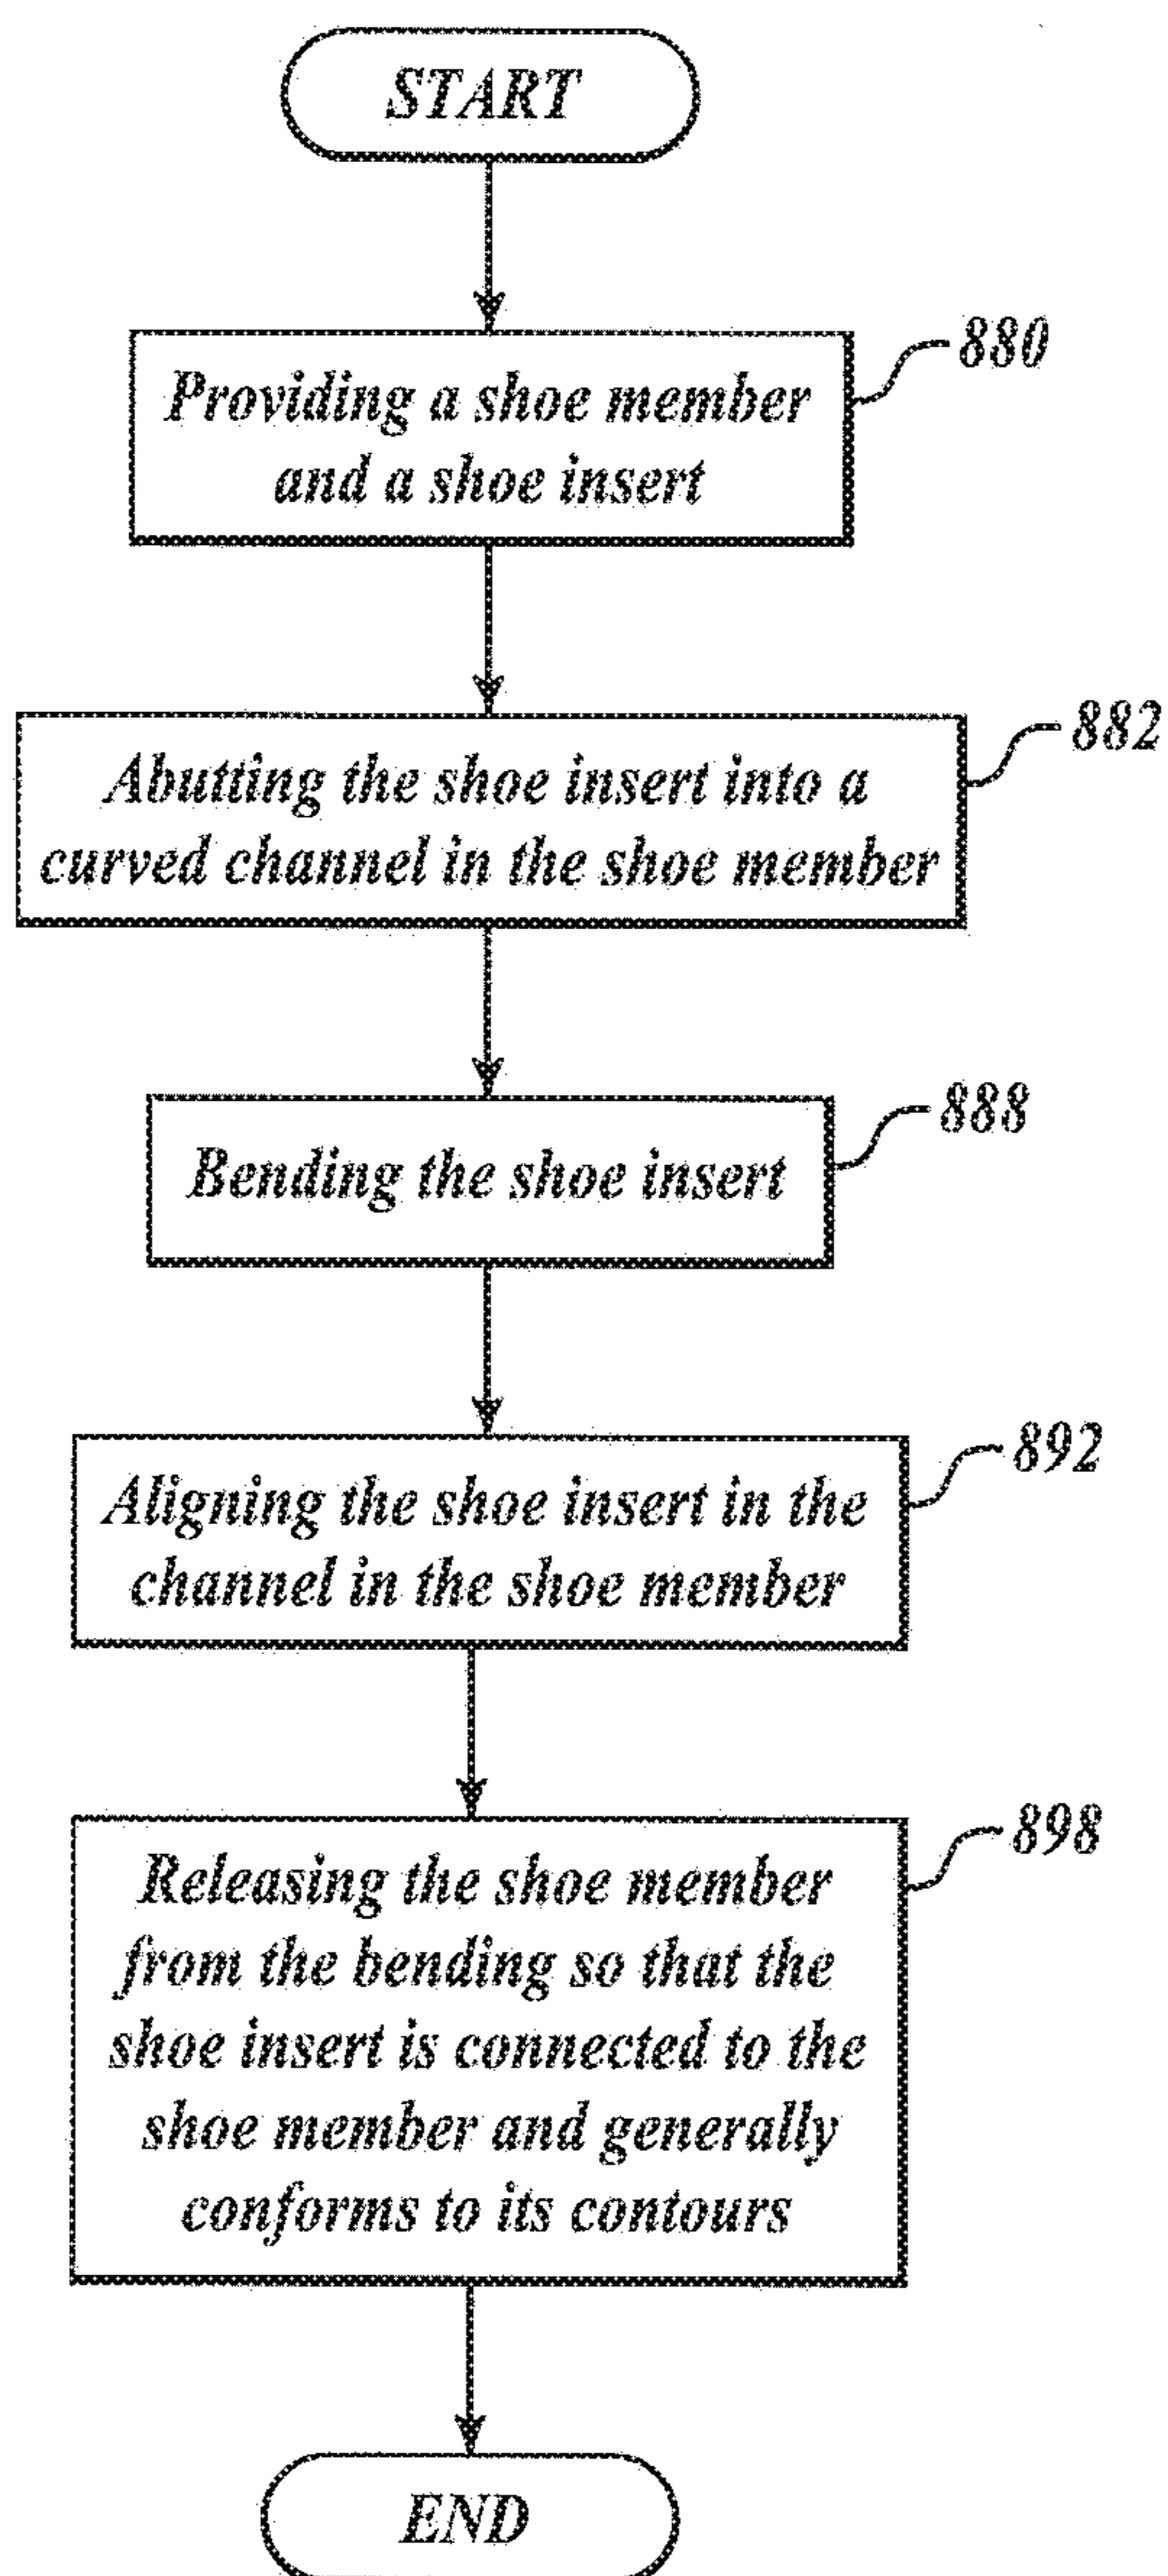 START
Providing a shoe member
and a shoe insert
880
Abutting the shoe insert into a
curved channel in the shoe member
882
Bending the shoe insert
888
Aligning the shoe insert in the
channel in the shoe member
892
Releasing the shoe member
from the bending so that the
shoe insert is connected to the
shoe member and generally
conforms to its contours
898
END